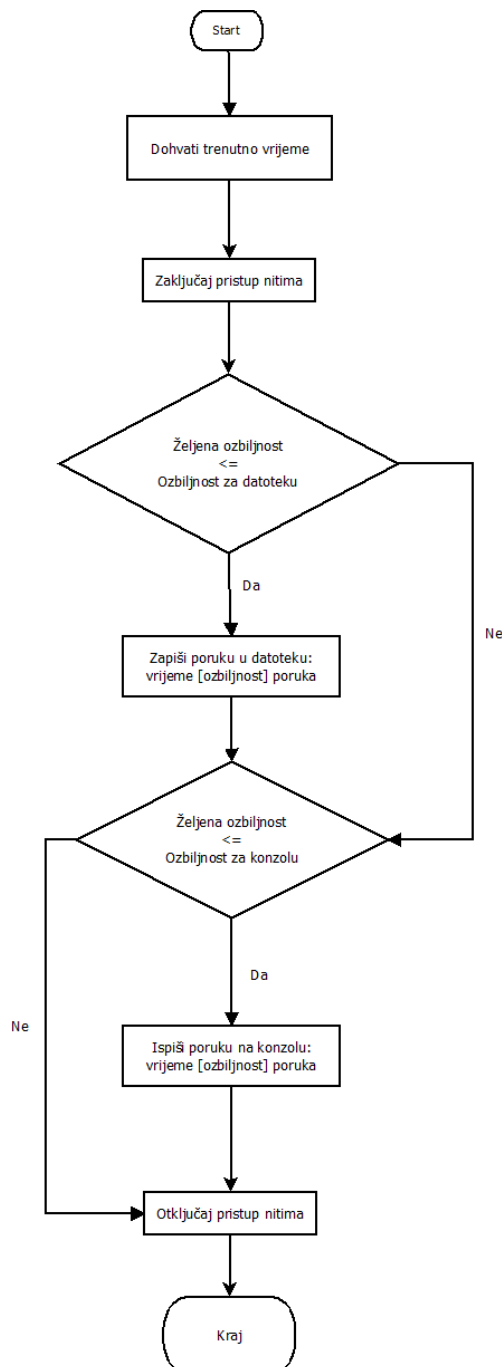 Start
Dohvati trenutno vrijeme
Zaključaj pristup nitima
Željena ozbiljnost
<=
Ozbiljnost za datoteku
Da
Ne
Zapiši poruku u datoteku:
vrijeme [ozbiljnost] poruka
Željena ozbiljnost
<=
Ozbiljnost za konzolu
Da
Ne
Ispiši poruku na konzolu:
vrijeme [ozbiljnost] poruka
Otključaj pristup nitima
Kraj